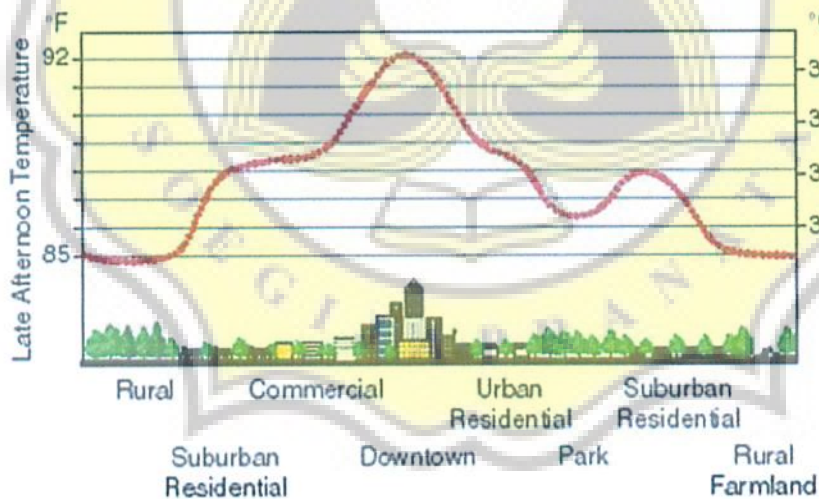 °F
92
85
Late Afternoon Temperature
Rural
Commercial
Urban
Residential
Suburban
Residential
Suburban
Residential
Downtown
Park
Rural
Farmland